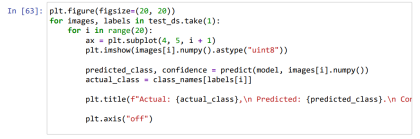 In [63]: plt.figure(figsize=(20, 20))
for images, labels in test_ds.take(1):
for i in range(20):
ax = plt.subplot(4, 5, i + 1)
plt.imshow(images[i].numpy().astype("uint8"))
predicted_class, confidence = predict(model, images[i].numpy())
actual_class = class_names[labels[i]]
plt.title(f"Actual: {actual_class},\n Predicted: {predicted_class}.\n Con
plt.axis("off")